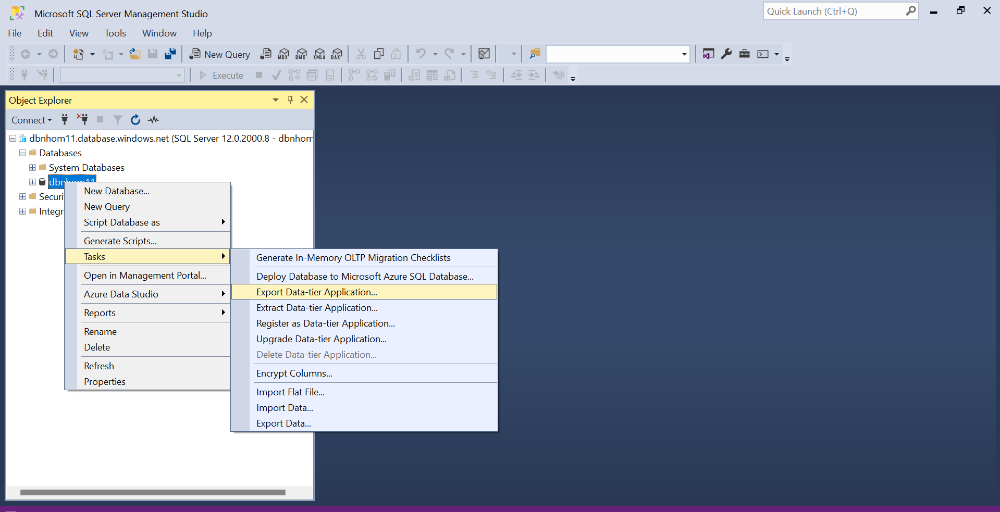 Microsoft SQL Server Management Studio
Quick Launch (Ctrl+Q)
File Edit View Tools Window Help
New Query MDX DMX XMLA DAX
Execute
Object Explorer
Connect
dbnhom11.database.windows.net (SQL Server 12.0.2000.8 - dbnhom
Databases
System Databases
dbnhom11
Securi
Integr
New Database...
New Query
Script Database as
Generate Scripts...
Tasks
Open in Management Portal...
Azure Data Studio
Reports
Rename
Delete
Refresh
Properties
Generate In-Memory OLTP Migration Checklists
Deploy Database to Microsoft Azure SQL Database...
Export Data-tier Application...
Extract Data-tier Application...
Register as Data-tier Application...
Upgrade Data-tier Application...
Delete Data-tier Application...
Encrypt Columns...
Import Flat File...
Import Data...
Export Data...